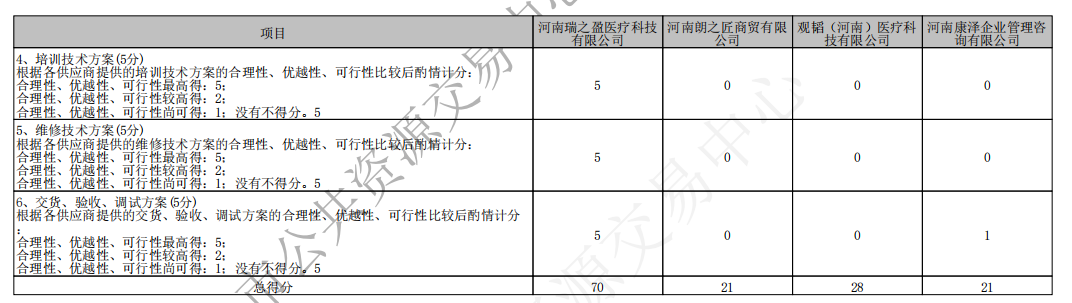 项目
河南瑞之盈医疗科技
有限公司
河南朗之匠商贸有限
公司
观韬（河南）医疗科
技有限公司
河南康泽企业管理咨
询有限公司
4、培训技术方案(5分)
根据各供应商提供的培训技术方案的合理性、优越性、可行性比较后酌情计分：
合理性、优越性、可行性最高得：5；
合理性、优越性、可行性较高得：2；
合理性、优越性、可行性尚可得：1；没有不得分。5
5
0
0
0
5、维修技术方案(5分)
根据各供应商提供的维修技术方案的合理性、优越性、可行性比较后酌情计分：
合理性、优越性、可行性最高得：5；
合理性、优越性、可行性较高得：2；
合理性、优越性、可行性尚可得：1；没有不得分。5
5
0
0
0
6、交货、验收、调试方案(5分)
根据各供应商提供的交货、验收、调试方案的合理性、优越性、可行性比较后酌情计分
：
合理性、优越性、可行性最高得：5；
合理性、优越性、可行性较高得：2；
合理性、优越性、可行性尚可得：1；没有不得分。5
5
0
0
1
总得分
70
21
28
21
市公共资源交易中心
源交易中心